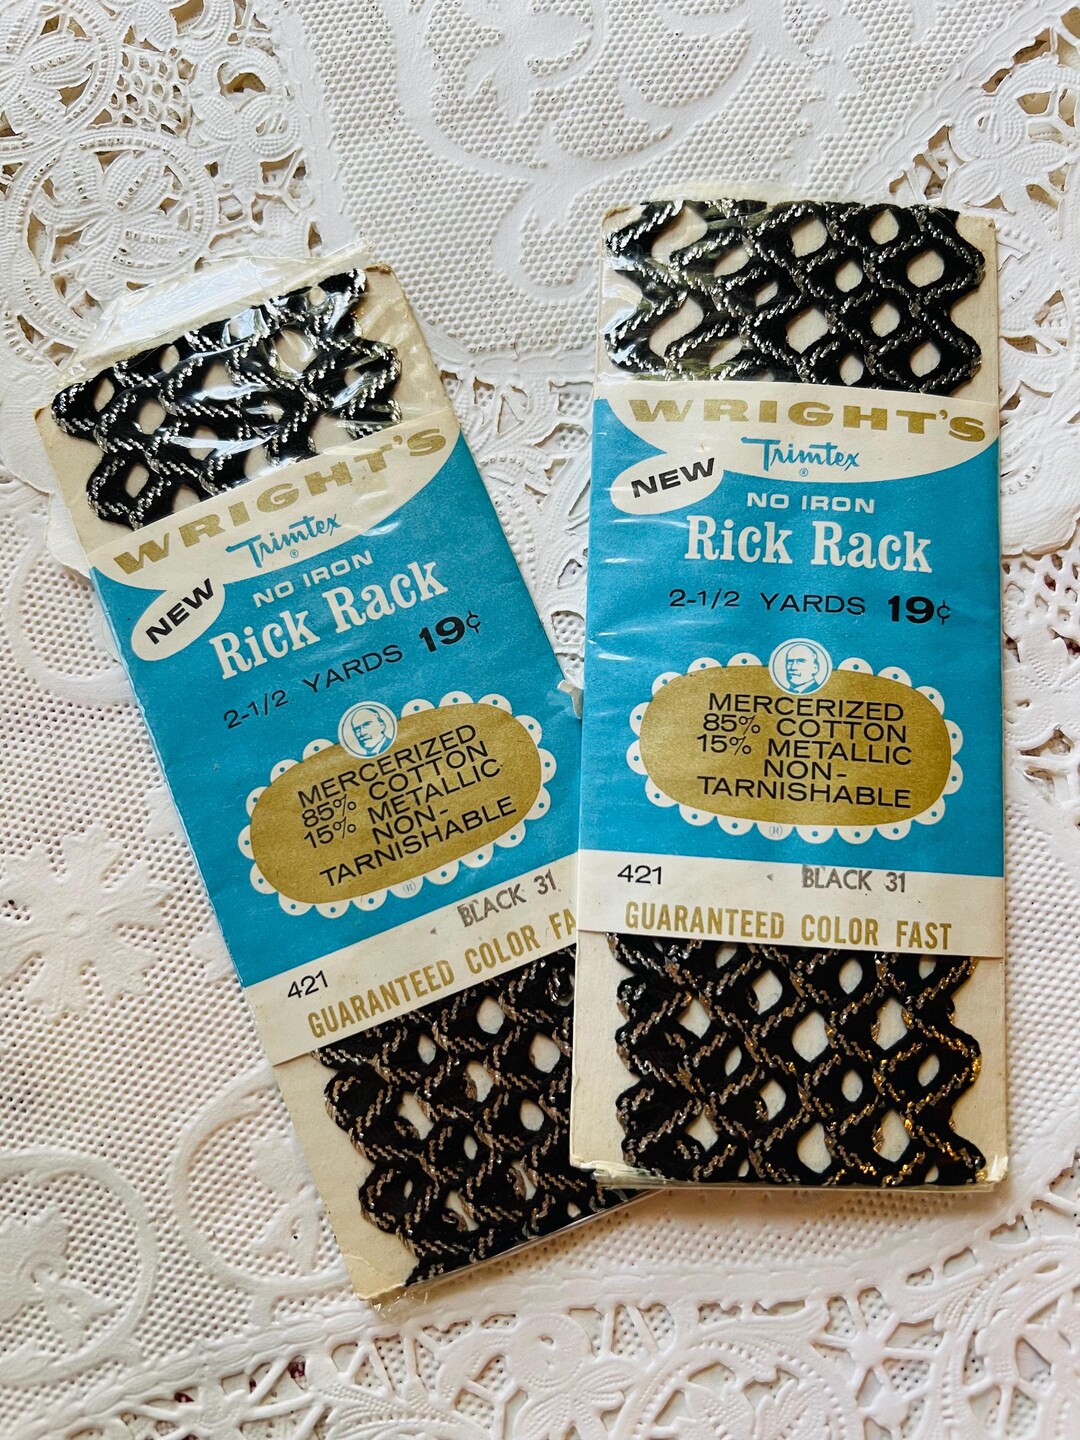 WRIGHT'S
Trimtex
®
NEW
NO IRON
Rick Rack
2-1/2 YARDS 19¢
MERCERIZED
85% COTTON
15% METALLIC
NON-
TARNISHABLE
®
BLACK 31
421
GUARANTEED COLOR FA
WRIGHT'S
Trimtex
®
NEW
NO IRON
Rick Rack
2-1/2 YARDS 19¢
MERCERIZED
85% COTTON
15% METALLIC
NON-
TARNISHABLE
®
421 BLACK 31
GUARANTEED COLOR FAST